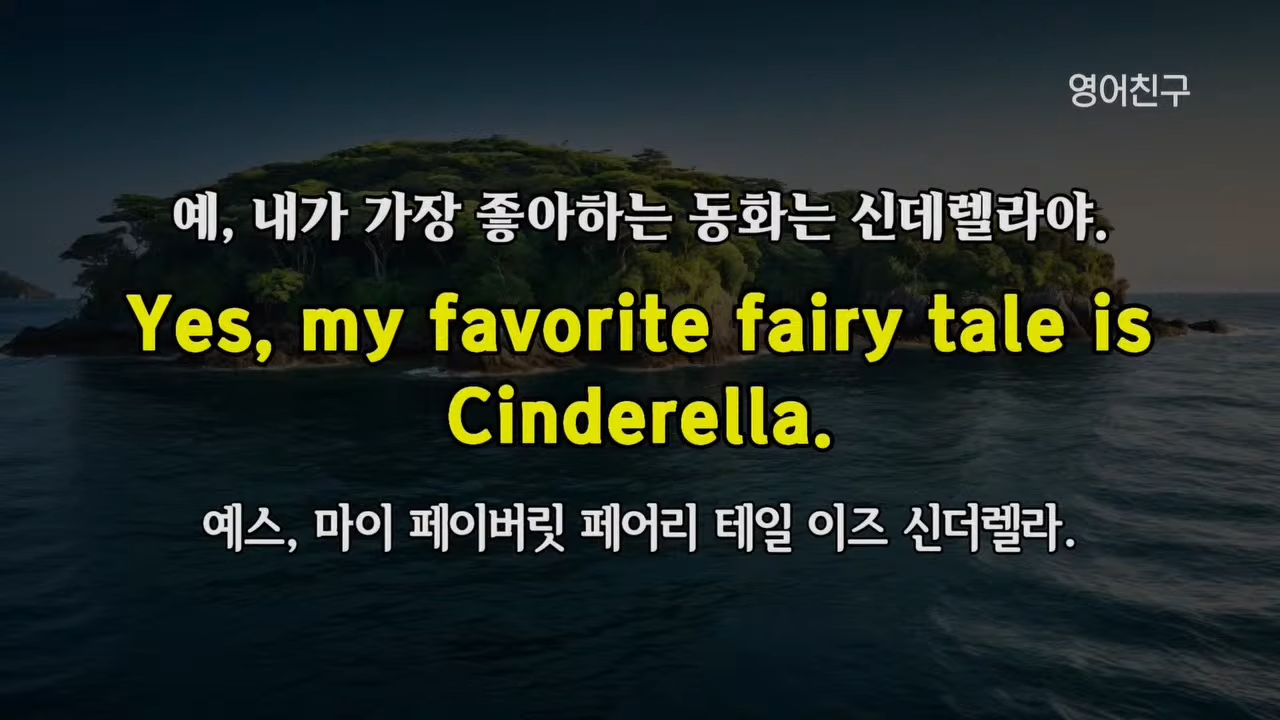 영어친구
예, 내가 가장 좋아하는 동화는 신데렐라야.
Yes, my favorite fairy tale is
Cinderella.
예스, 마이 페이버릿 페어리 테일 이즈 신더렐라.